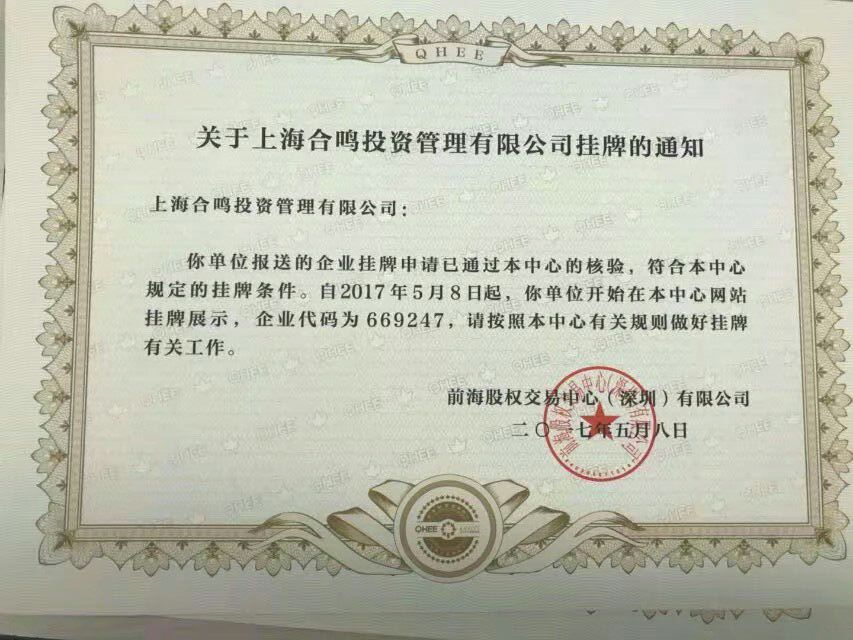 QHEE
关于上海合鸣投资管理有限公司挂牌的通知
上海合鸣投资管理有限公司：
你单位报送的企业挂牌申请已通过本中心的核验，符合本中心
规定的挂牌条件。自2017年5月8日起，你单位开始在本中心网站
挂牌展示，企业代码为669247，请按照本中心有关规则做好挂牌
有关工作。
前海股权交易中心（深圳）有限公司
二〇一七年五月八日
QHEE